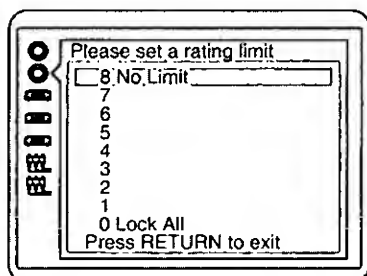 Please set a rating limit
8 No Limit
7
6
5
4
3
2
1
0 Lock All
Press RETURN to exit